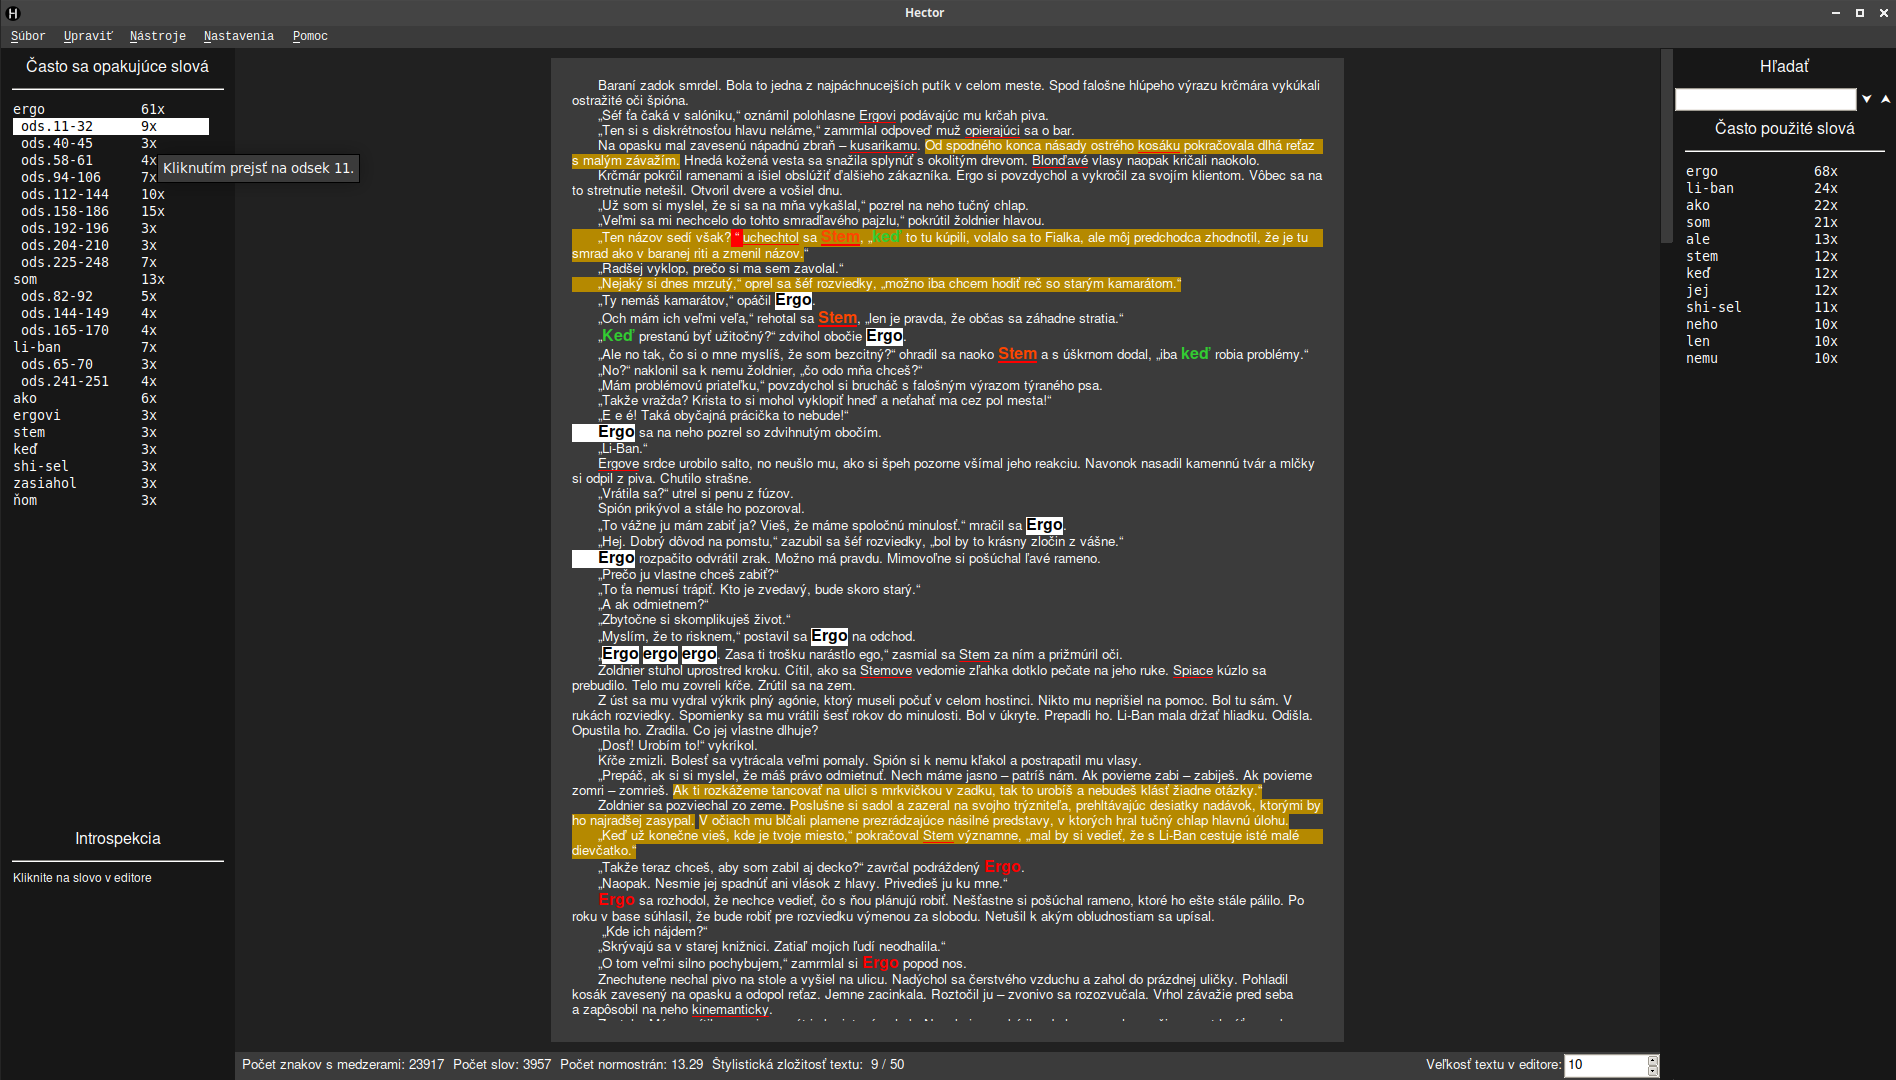 Hector
Súbor Upraviť Nástroje Nastavenia Pomoc
Často sa opakujúce slová
ergo 61x
ods.11-32 9x
ods.40-45 3x
ods.58-61 4x
ods.94-106 7x
ods.112-144 10x
ods.158-186 15x
ods.192-196 3x
ods.204-210 3x
ods.225-248 7x
som 13x
ods.82-92 5x
ods.144-149 4x
ods.165-170 4x
li-ban 7x
ods.65-70 3x
ods.241-251 4x
ako 6x
ergovi 3x
stem 3x
keď 3x
shi-sel 3x
zasiahol 3x
ňom 3x
Kliknutím prejsť na odsek 11.
Introspekcia
Kliknite na slovo v editore
Baraní zadok smrdel. Bola to jedna z najpáchnucejších putík v celom meste. Spod falošne hlúpeho výrazu krčmára vykúkali
ostražité oči špióna.
„Séf ťa čaká v salóniku,“ oznámil polohlasne Ergovi podávajúc mu krčah piva.
„Ten si s diskrétnosťou hlavu neláme,“ zamrmlal odpoveď muž opierajúci sa o bar.
Na opasku mal zavesenú nápadnú zbraň – kusarikamu. Od spodného konca násady ostrého kosáku pokračovala dlhá reťaz
s malým závažím. Hnedá kožená vesta sa snažila splynúť s okolitým drevom. Blonďavé vlasy naopak kričali naokolo.
Krčmár pokrčil ramenami a išiel obslúžiť ďalšieho zákazníka. Ergo si povzdychol a vykročil za svojím klientom. Vôbec sa na
to stretnutie netešil. Otvoril dvere a vošiel dnu.
„Už som si myslel, že si sa na mňa vykašlal,“ pozrel na neho tučný chlap.
„Veľmi sa mi nechcelo do tohto smradľavého pajzlu,“ pokrútil žoldnier hlavou.
„Ten názov sedí však? “ uchechtol sa Stem, „keď to tu kúpili, volalo sa to Fialka, ale môj predchodca zhodnotil, že je tu
smrad ako v baranej riti a zmenil názov.“
„Radšej vyklop, prečo si ma sem zavolal.“
„Nejaký si dnes mrzutý,“ oprel sa šéf rozviedky, „možno iba chcem hodiť reč so starým kamarátom.“
„Ty nemáš kamarátov,“ opáčil Ergo.
„Och mám ich veľmi veľa,“ rehotal sa Stem, „len je pravda, že občas sa záhadne stratia.“
„Keď prestanú byť užitočný?“ zdvihol obočie Ergo.
„Ale no tak, čo si o mne myslíš, že som bezcitný?“ ohradil sa naoko Stem a s úškrnom dodal, „iba keď robia problémy.“
„No?“ naklonil sa k nemu žoldnier, „čo odo mňa chceš?“
„Mám problémovú priateľku,“ povzdychol si brucháč s falošným výrazom týraného psa.
„Takže vražda? Krista to si mohol vyklopiť hneď a neťahať ma cez pol mesta!“
„E e é! Taká obyčajná prácička to nebude!“
Ergo sa na neho pozrel so zdvihnutým obočím.
„Li-Ban.“
Ergove srdce urobilo salto, no neušlo mu, ako si špeh pozorne všímal jeho reakciu. Navonok nasadil kamennú tvár a mlčky
si odpil z piva. Chutilo strašne.
„Vrátila sa?“ utrel si penu z fúzov.
Spión prikývol a stále ho pozoroval.
„To vážne ju mám zabiť ja? Vieš, že máme spoločnú minulosť.“ mračil sa Ergo.
„Hej. Dobrý dôvod na pomstu,“ zazubil sa šéf rozviedky, „bol by to krásny zločin z vášne.“
Ergo rozpačito odvrátil zrak. Možno má pravdu. Mimovoľne si pošúchal ľavé rameno.
„Prečo ju vlastne chceš zabiť?“
„To ťa nemusí trápiť. Kto je zvedavý, bude skoro starý.“
„A ak odmietnem?“
„Zbytočne si skomplikuješ život.“
„Myslím, že to risknem,“ postavil sa Ergo na odchod.
„Ergo ergo ergo. Zasa ti trošku narástlo ego,“ zasmial sa Stem za ním a prižmúril oči.
Zoldnier stuhol uprostred kroku. Cítil, ako sa Stemove vedomie zľahka dotklo pečate na jeho ruke. Spiace kúzlo sa
prebudilo. Telo mu zovreli kŕče. Zrútil sa na zem.
Z úst sa mu vydral výkrik plný agónie, ktorý museli počuť v celom hostinci. Nikto mu neprišiel na pomoc. Bol tu sám. V
rukách rozviedky. Spomienky sa mu vrátili šesť rokov do minulosti. Bol v úkryte. Prepadli ho. Li-Ban mala držať hliadku. Odišla.
Opustila ho. Zradila. Co jej vlastne dlhuje?
„Dosť! Urobím to!“ vykríkol.
Kŕče zmizli. Bolesť sa vytrácala veľmi pomaly. Spión si k nemu kľakol a postrapatil mu vlasy.
„Prepáč, ak si si myslel, že máš právo odmietnuť. Nech máme jasno – patríš nám. Ak povieme zabi – zabiješ. Ak povieme
zomri – zomrieš. Ak ti rozkážeme tancovať na ulici s mrkvičkou v zadku, tak to urobíš a nebudeš klásť žiadne otázky.“
Zoldnier sa pozviechal zo zeme. Poslušne si sadol a zazeral na svojho trýzniteľa, prehltávajúc desiatky nadávok, ktorými by
ho najradšej zasypal. V očiach mu blčali plamene prezrádzajúce násilné predstavy, v ktorých hral tučný chlap hlavnú úlohu.
„Keď už konečne vieš, kde je tvoje miesto,“ pokračoval Stem významne, „mal by si vedieť, že s Li-Ban cestuje isté malé
dievčatko.“
„Takže teraz chceš, aby som zabil aj decko?“ zavrčal podráždený Ergo.
„Naopak. Nesmie jej spadnúť ani vlások z hlavy. Privedieš ju ku mne.“
Ergo sa rozhodol, že nechce vedieť, čo s ňou plánujú robiť. Nešťastne si pošúchal rameno, ktoré ho ešte stále pálilo. Po
roku v base súhlasil, že bude robiť pre rozviedku výmenou za slobodu. Netušil k akým obludnostiam sa upísal.
„Kde ich nájdem?“
„Skrývajú sa v starej knižnici. Zatiaľ mojich ľudí neodhalila.“
„O tom veľmi silno pochybujem,“ zamrmlal si Ergo popod nos.
Znechutene nechal pivo na stole a vyšiel na ulicu. Nadýchol sa čerstvého vzduchu a zahol do prázdnej uličky. Pohladil
kosák zavesený na opasku a odopol reťaz. Jemne zacinkala. Roztočil ju – zvonivo sa rozozvučala. Vrhol závažie pred seba
a zapôsobil na neho kinemanticky.
Počet znakov s medzerami: 23917 Počet slov: 3957 Počet normostrán: 13.29 Štylistická zložitosť textu: 9 / 50
Veľkosť textu v editore: 10
Hľadať
Často použité slová
ergo 68x
li-ban 24x
ako 22x
som 21x
ale 13x
stem 12x
keď 12x
jej 12x
shi-sel 11x
neho 10x
len 10x
nemu 10x